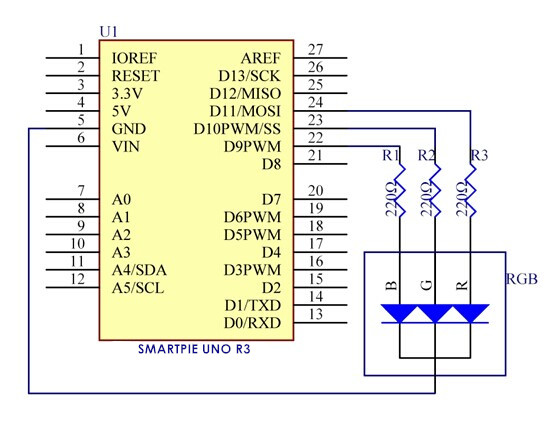 U1
1 IOREF AREF 27
2 RESET D13/SCK 26
3 3.3V D12/MISO 25
4 5V D11/MOSI 24
5 GND D10PWM/SS 23
6 VIN D9PWM 22
D8 21
7 A0 D7 20
8 A1 D6PWM 19
9 A2 D5PWM 18
10 A3 D4 17
11 A4/SDA D3PWM 16
12 A5/SCL D2 15
D1/TXD 14
D0/RXD 13
SMARTPIE UNO R3
R1 R2 R3
220Ω 220Ω 220Ω
B G R
RGB